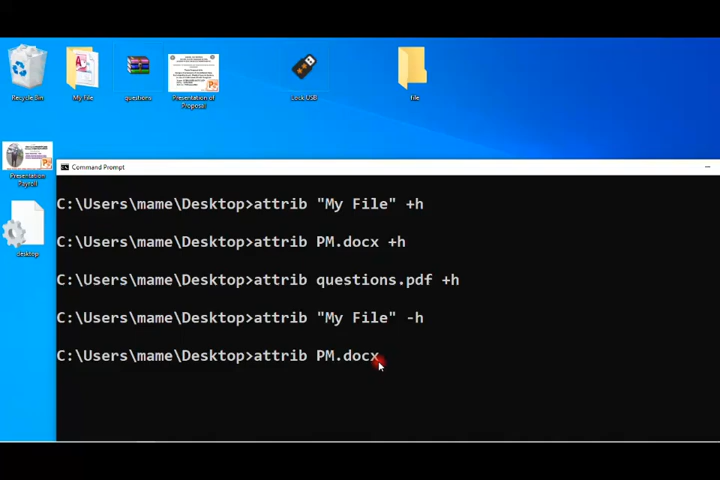 Recycle Bin
My File
questions
Presentation of
Proposal
Lock USB
file
Presentation
Payroll
desktop
Command Prompt
C:\Users\mame\Desktop>attrib "My File" +h
C:\Users\mame\Desktop>attrib PM.docx +h
C:\Users\mame\Desktop>attrib questions.pdf +h
C:\Users\mame\Desktop>attrib "My File" -h
C:\Users\mame\Desktop>attrib PM.docx